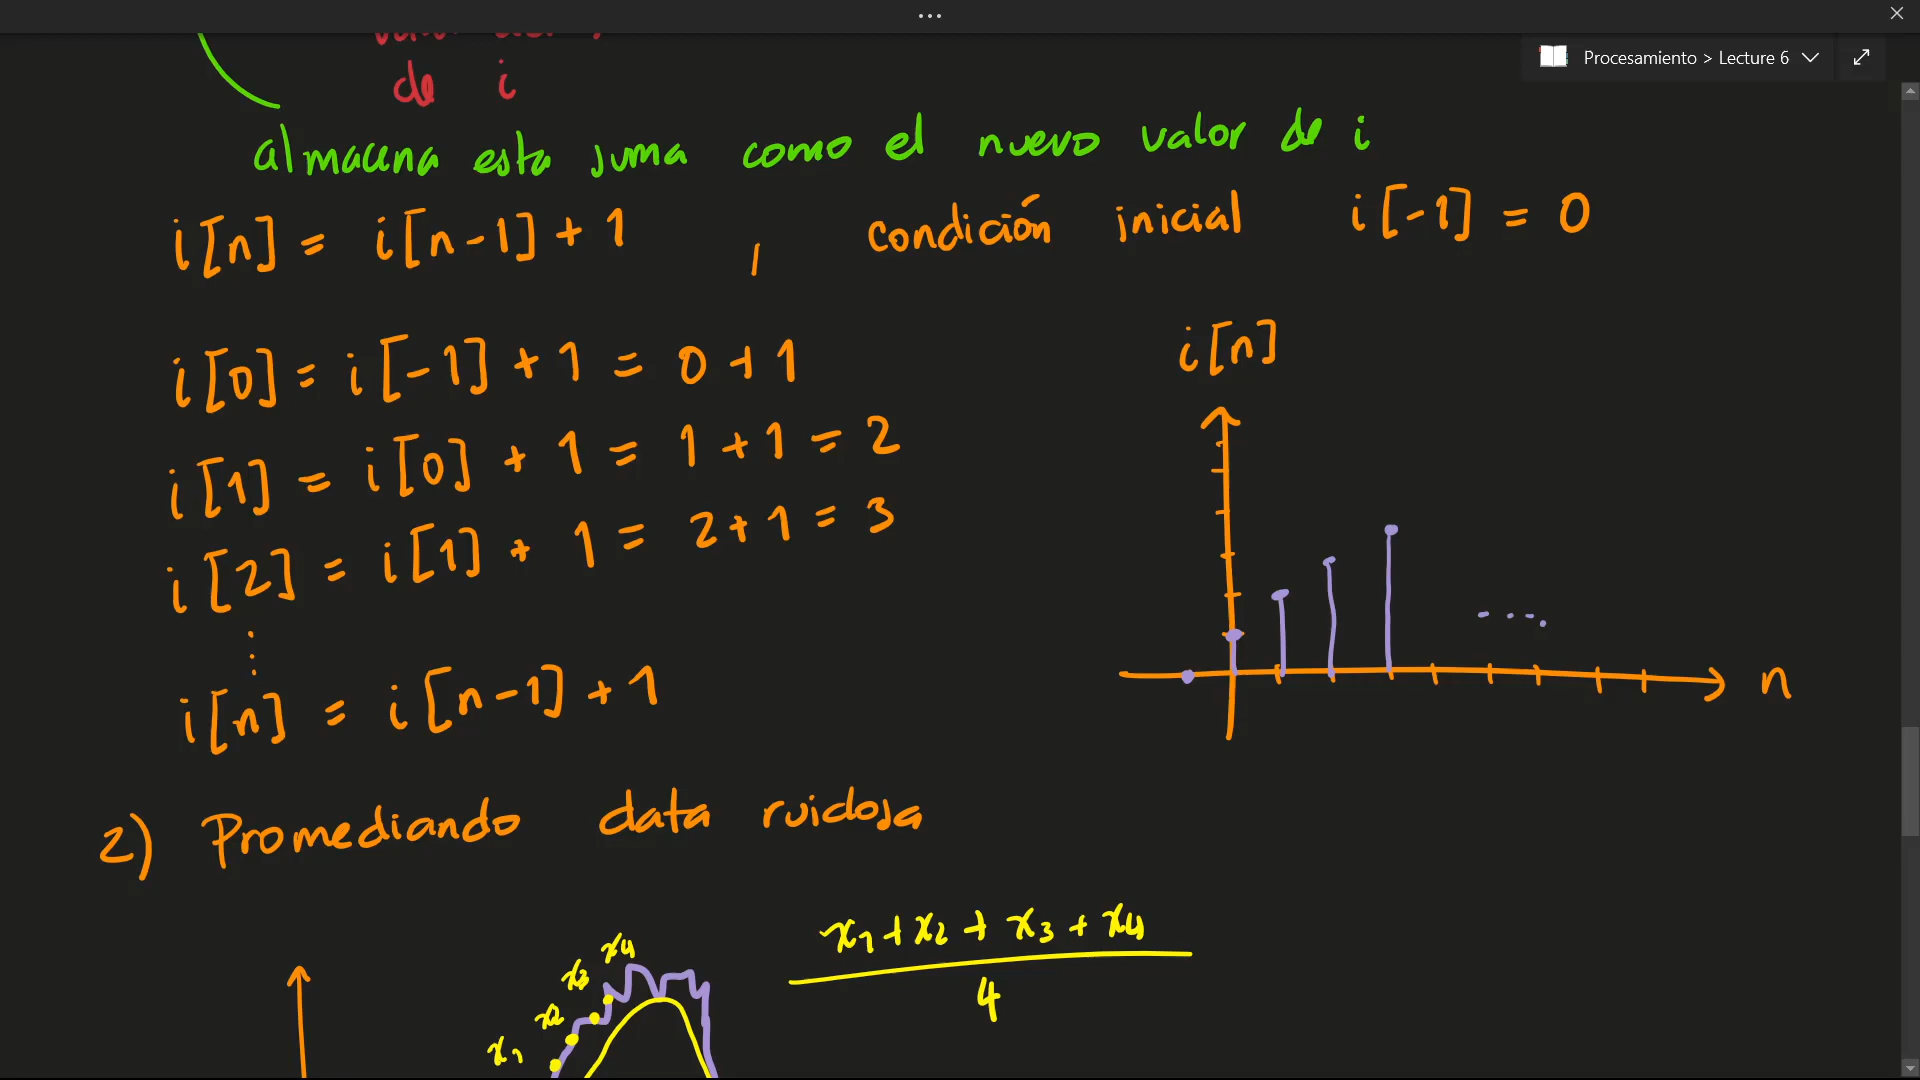 Procesamiento > Lecture 6
de i
almacena esta suma como el nuevo valor de i
i[n] = i[n-1] + 1 , condición inicial i[-1] = 0
i[0] = i[-1] + 1 = 0 + 1
i[1] = i[0] + 1 = 1 + 1 = 2
i[2] = i[1] + 1 = 2 + 1 = 3
⋮
i[n] = i[n-1] + 1
i[n]
....
n
2) Promediando data ruidosa
x1 + x2 + x3 + x4
4
x4
x3
x2
x1